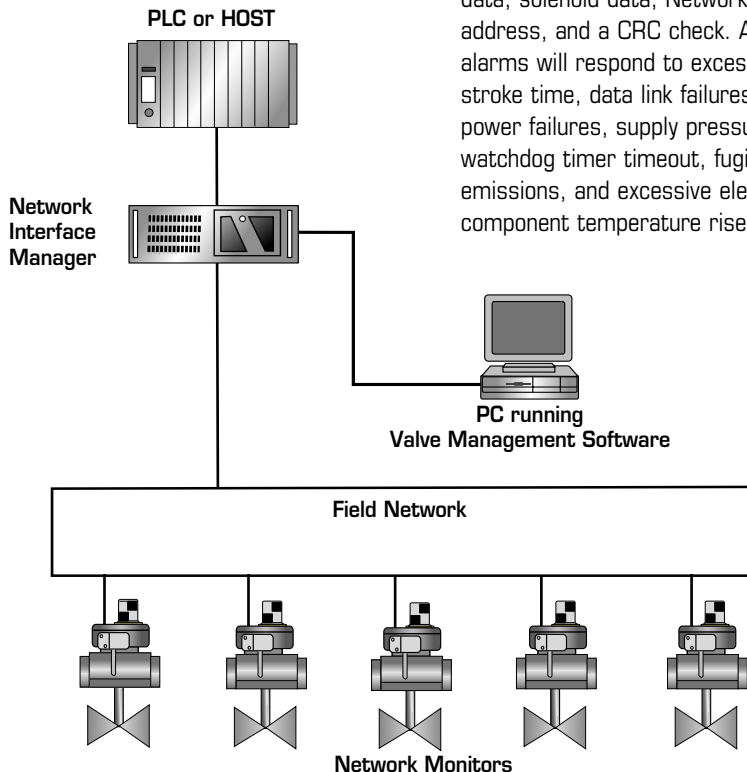 data, solenoid data, Network
address, and a CRC check. A
alarms will respond to excess
stroke time, data link failures
power failures, supply pressu
watchdog timer timeout, fugi
emissions, and excessive ele
component temperature rise
PLC or HOST
Network
Interface
Manager
PC running
Valve Management Software
Field Network
Network Monitors